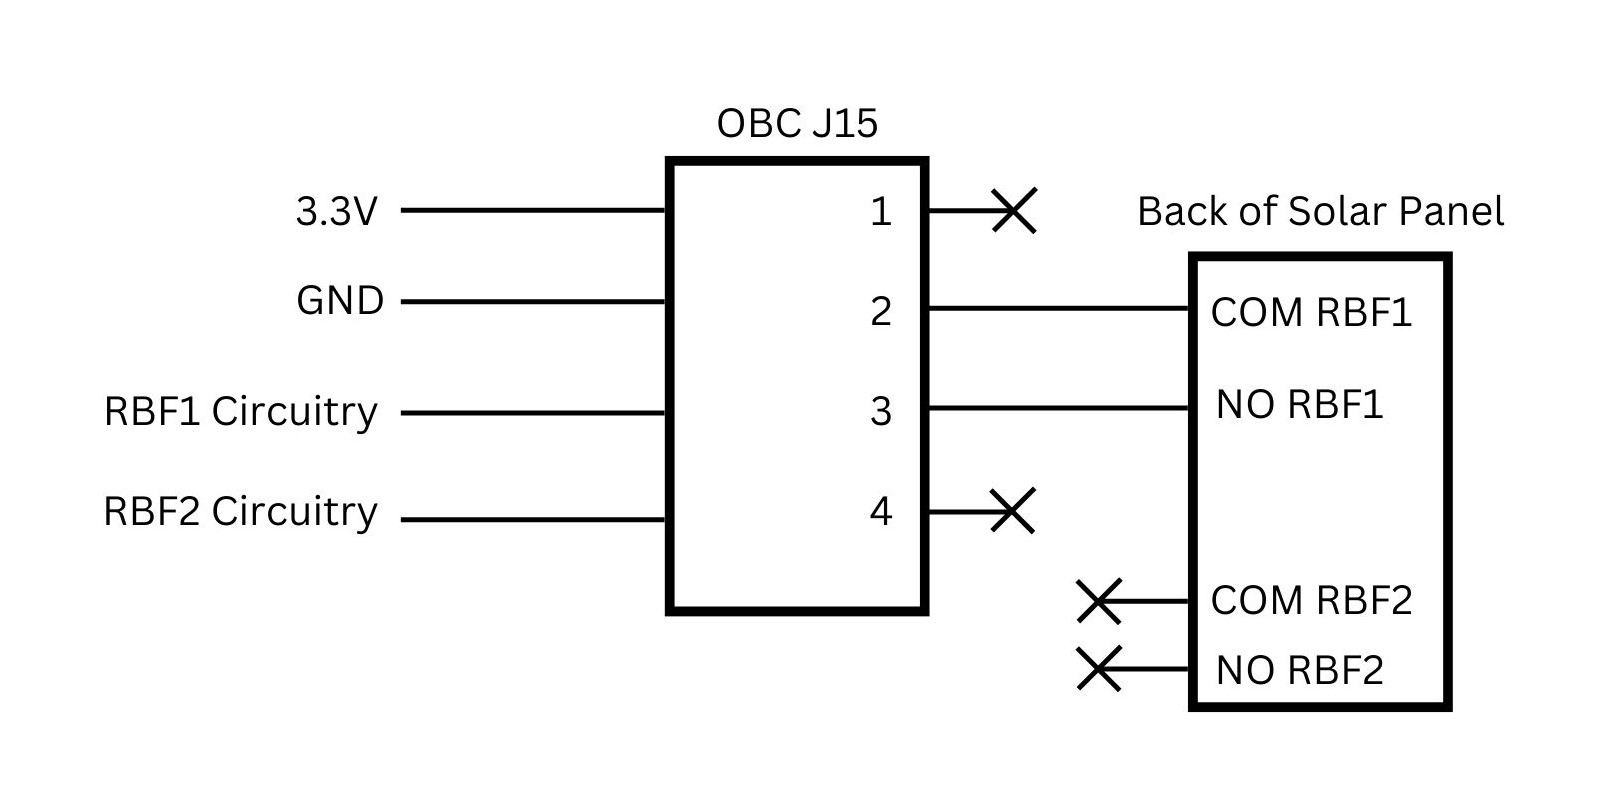 OBC J15
3.3V
1
Back of Solar Panel
GND
2
COM RBF1
RBF1 Circuitry
3
NO RBF1
RBF2 Circuitry
4
COM RBF2
NO RBF2